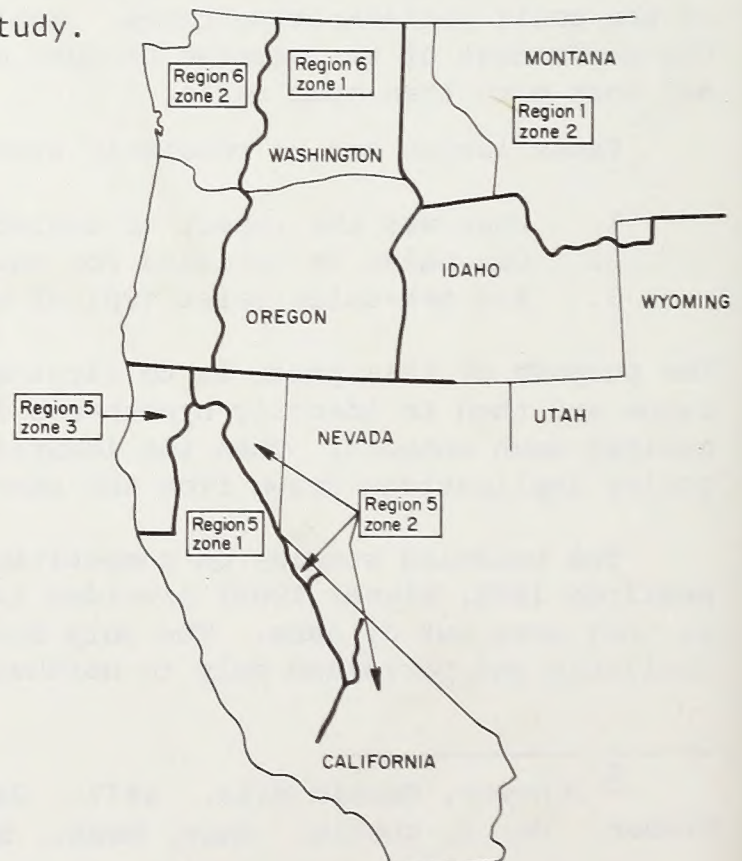 tudy.
Region 6
zone 2
Region 6
zone 1
MONTANA
Region 1
zone 2
WASHINGTON
IDAHO
WYOMING
OREGON
Region 5
zone 3
NEVADA
UTAH
Region 5
zone 1
Region 5
zone 2
CALIFORNIA